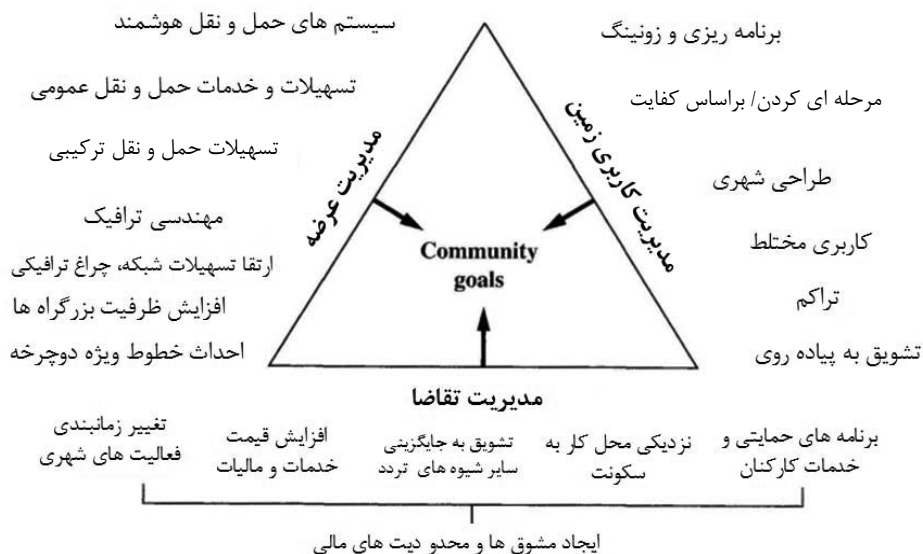 سیستم های حمل و نقل هوشمند
برنامه ریزی و زونینگ
تسهیلات و خدمات حمل و نقل عمومی
مرحله ای کردن/ براساس کفایت
تسهیلات حمل و نقل ترکیبی
طراحی شهری
مهندسی ترافیک
کاربری مختلط
ارتقا تسهیلات شبکه، چراغ ترافیکی
تراکم
افزایش ظرفیت بزرگراه ها
احداث خطوط ویژه دوچرخه
تشویق به پیاده روی
مدیریت عرضه
مدیریت کاربری زمین
Community
goals
مدیریت تقاضا
برنامه های حمایتی و
خدمات کارکنان
نزدیکی محل کار به
سکونت
تشویق به جایگزینی
سایر شیوه های تردد
افزایش قیمت
خدمات و مالیات
تغییر زمانبندی
فعالیت های شهری
ایجاد مشوق ها و محدو دیت های مالی